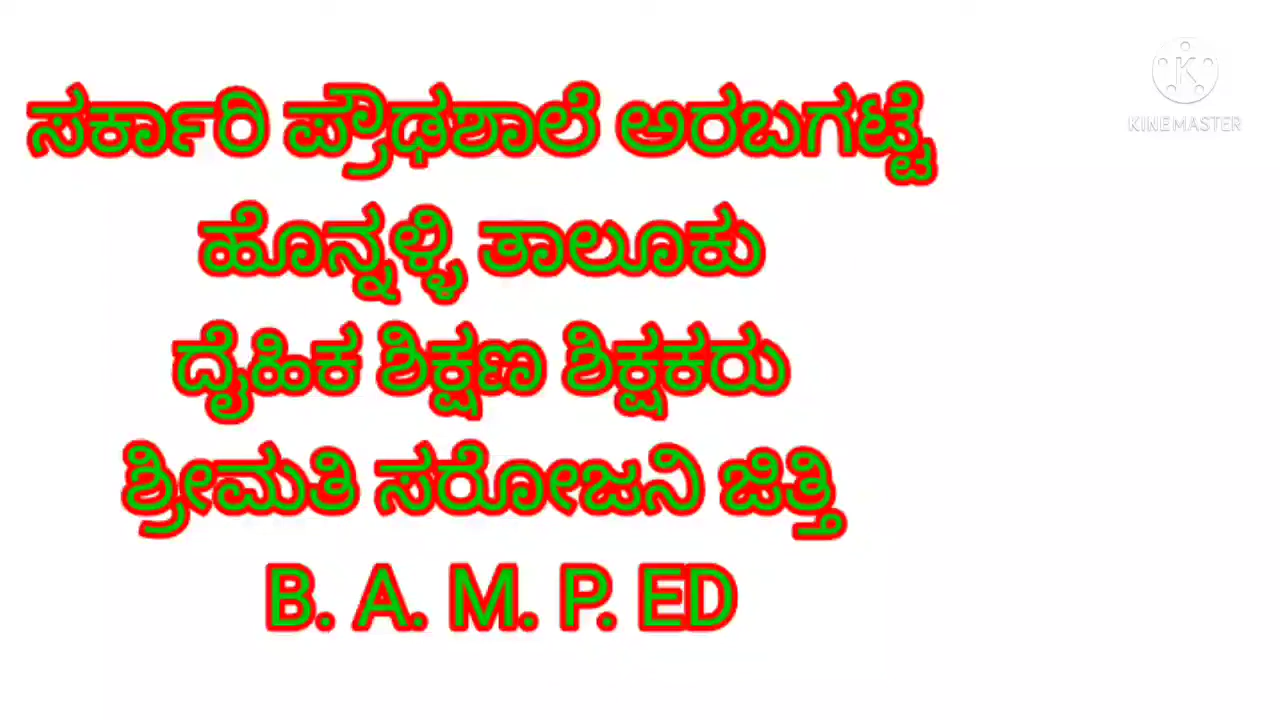 ಸರ್ಕಾರಿ ಪ್ರೌಢಶಾಲೆ ಅರಬಗಟ್ಟೆ
ಹೊನ್ನಳ್ಳಿ ತಾಲೂಕು
ದೈಹಿಕ ಶಿಕ್ಷಣ ಶಿಕ್ಷಕರು
ಶ್ರೀಮತಿ ಸರೋಜನಿ ಜಿತ್ತಿ
B. A. M. P. ED
KINEMASTER